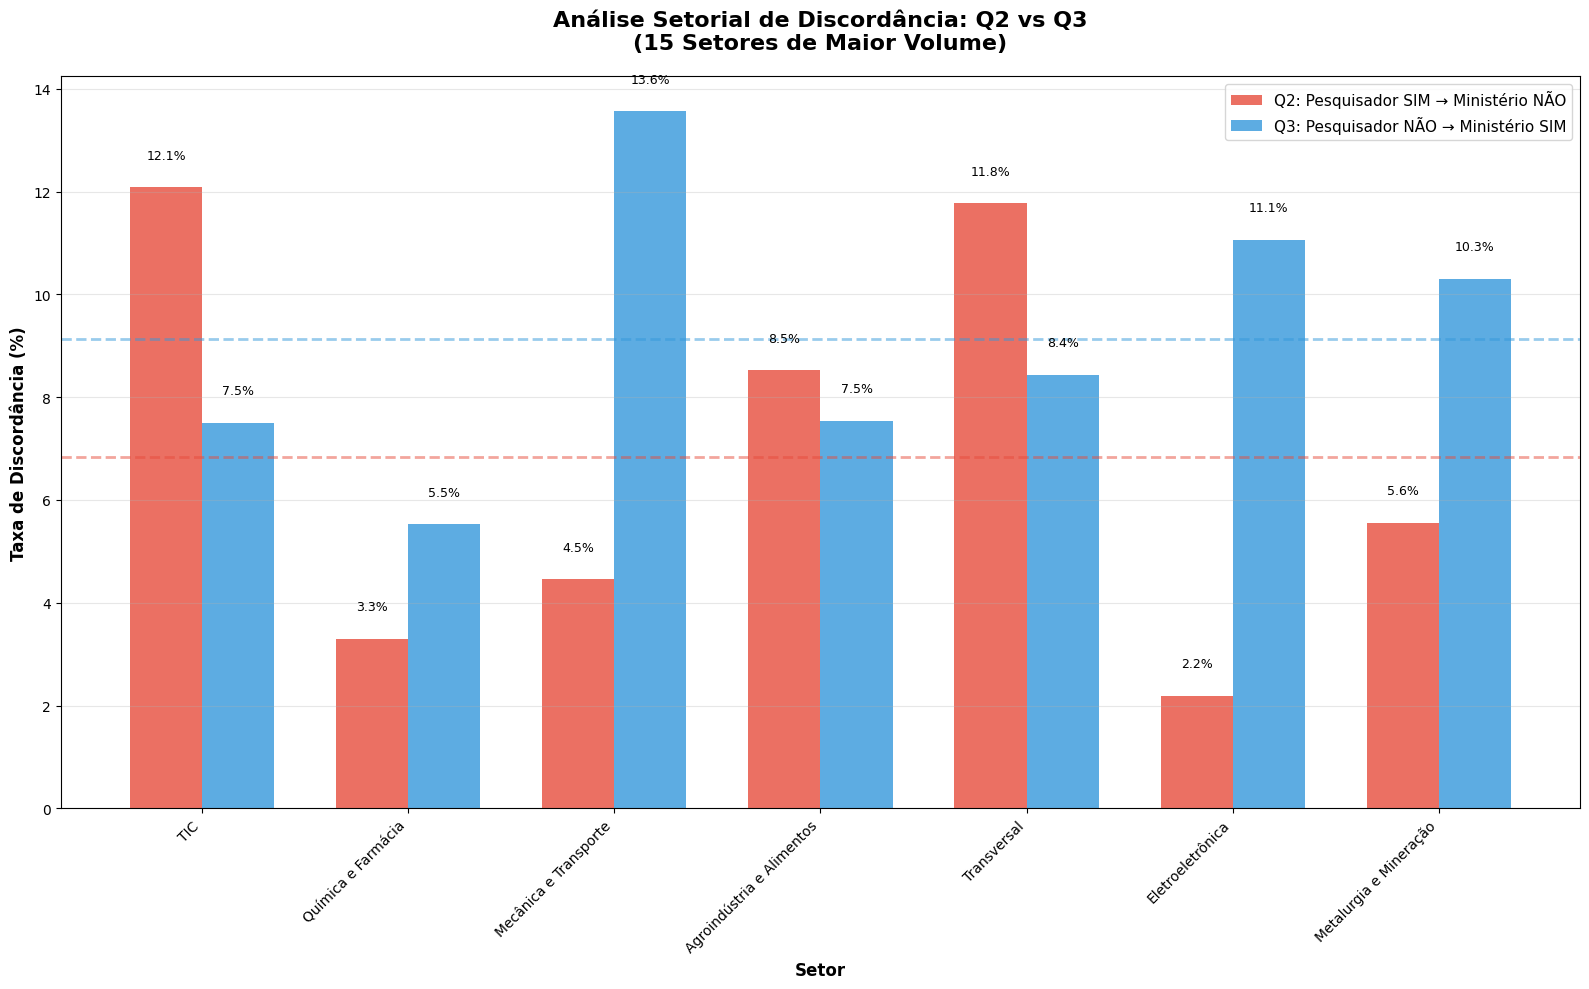 Análise Setorial de Discordância: Q2 vs Q3
(15 Setores de Maior Volume)
Q2: Pesquisador SIM → Ministério NÃO
Q3: Pesquisador NÃO → Ministério SIM
Taxa de Discordância (%)
14
12
10
8
6
4
2
0
12.1%
7.5%
3.3%
5.5%
4.5%
13.6%
8.5%
7.5%
11.8%
8.4%
2.2%
11.1%
5.6%
10.3%
TIC
Química e Farmácia
Mecânica e Transporte
Agroindústria e Alimentos
Transversal
Eletroeletrônica
Metalurgia e Mineração
Setor